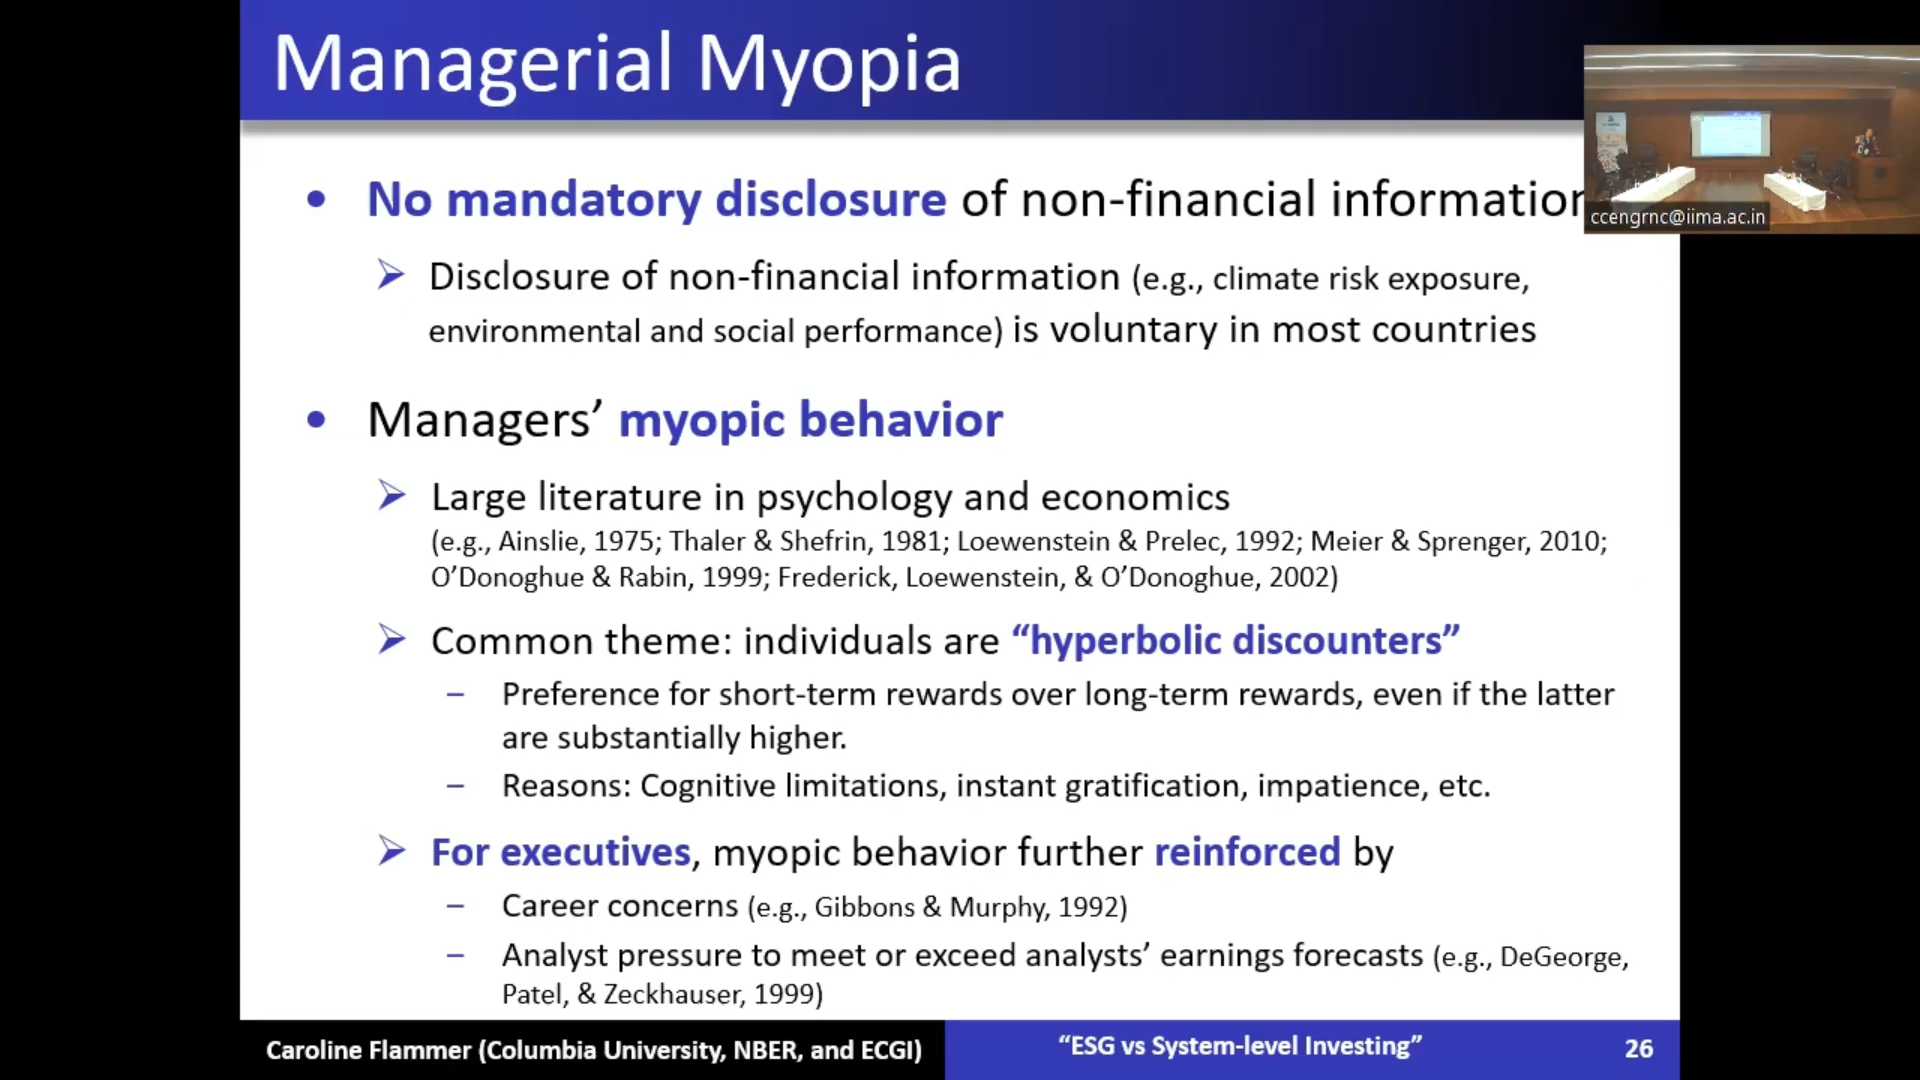 Managerial Myopia
• No mandatory disclosure of non-financial information
➢ Disclosure of non-financial information (e.g., climate risk exposure,
environmental and social performance) is voluntary in most countries
• Managers’ myopic behavior
➢ Large literature in psychology and economics
(e.g., Ainslie, 1975; Thaler & Shefrin, 1981; Loewenstein & Prelec, 1992; Meier & Sprenger, 2010;
O’Donoghue & Rabin, 1999; Frederick, Loewenstein, & O’Donoghue, 2002)
➢ Common theme: individuals are “hyperbolic discounters”
– Preference for short-term rewards over long-term rewards, even if the latter
are substantially higher.
– Reasons: Cognitive limitations, instant gratification, impatience, etc.
➢ For executives, myopic behavior further reinforced by
– Career concerns (e.g., Gibbons & Murphy, 1992)
– Analyst pressure to meet or exceed analysts’ earnings forecasts (e.g., DeGeorge,
Patel, & Zeckhauser, 1999)
Caroline Flammer (Columbia University, NBER, and ECGI)
“ESG vs System-level Investing”
26
ccengrnc@iima.ac.in